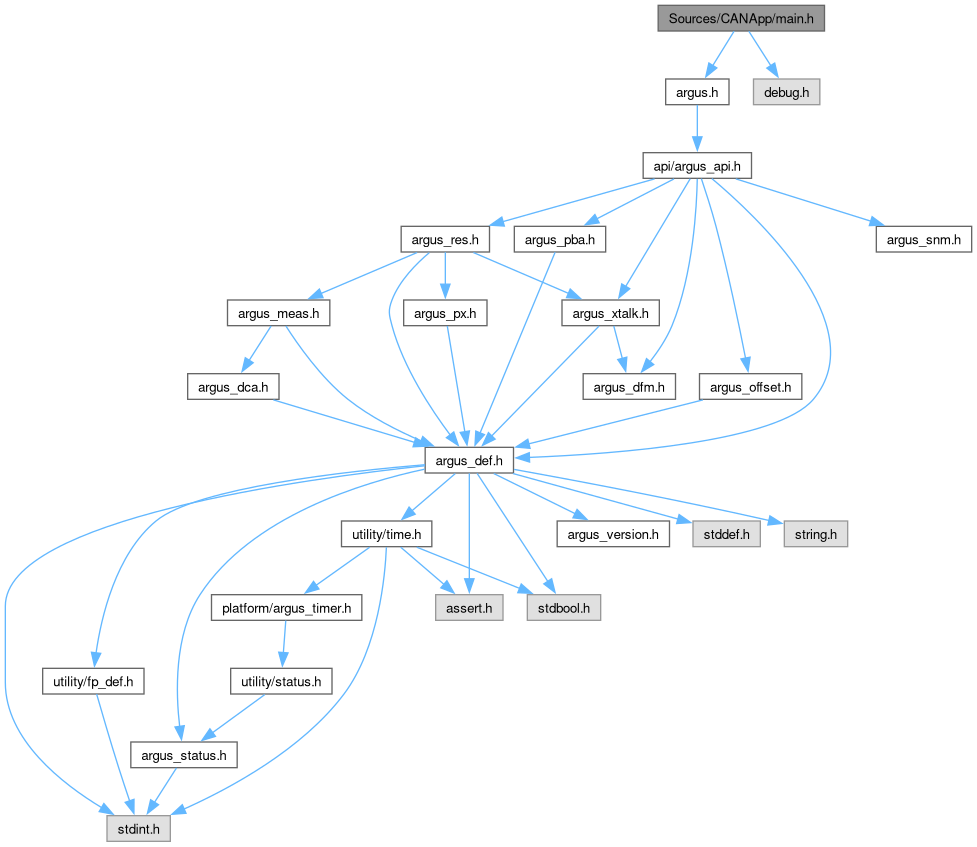 Sources/CANApp/main.h
argus.h
debug.h
api/argus_api.h
argus_res.h
argus_pba.h
argus_snm.h
argus_meas.h
argus_px.h
argus_xtalk.h
argus_dca.h
argus_dfm.h
argus_offset.h
argus_def.h
utility/time.h
argus_version.h
stddef.h
string.h
platform/argus_timer.h
assert.h
stdbool.h
utility/fp_def.h
utility/status.h
argus_status.h
stdint.h